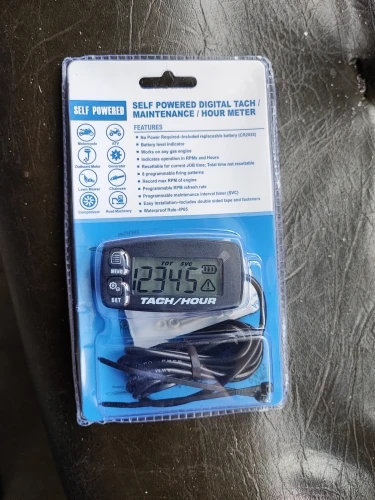 SELF POWERED
SELF POWERED DIGITAL TACH /
MAINTENANCE / HOUR METER
FEATURES
No Power Required-Included replaceable battery (CR2032)
Battery level indicator
Works on any gas engine
Indicates operation in RPMs and Hours
Resettable for current JOB time; Total time not resettable
5 programmable firing patterns
Record max RPM of engine
Programmable RPM refresh rate
Programmable maintenance interval timer (SVC)
Easy Installation-Includes double sided tape and fasteners
Waterproof Rate-IP65
Motorcycle
ATV
Outboard Motor
Generator
Lawn Mower
Chainsaw
Compressor
Road Machinery
TOT SVC
12345
MENU
SET
TACH/HOUR